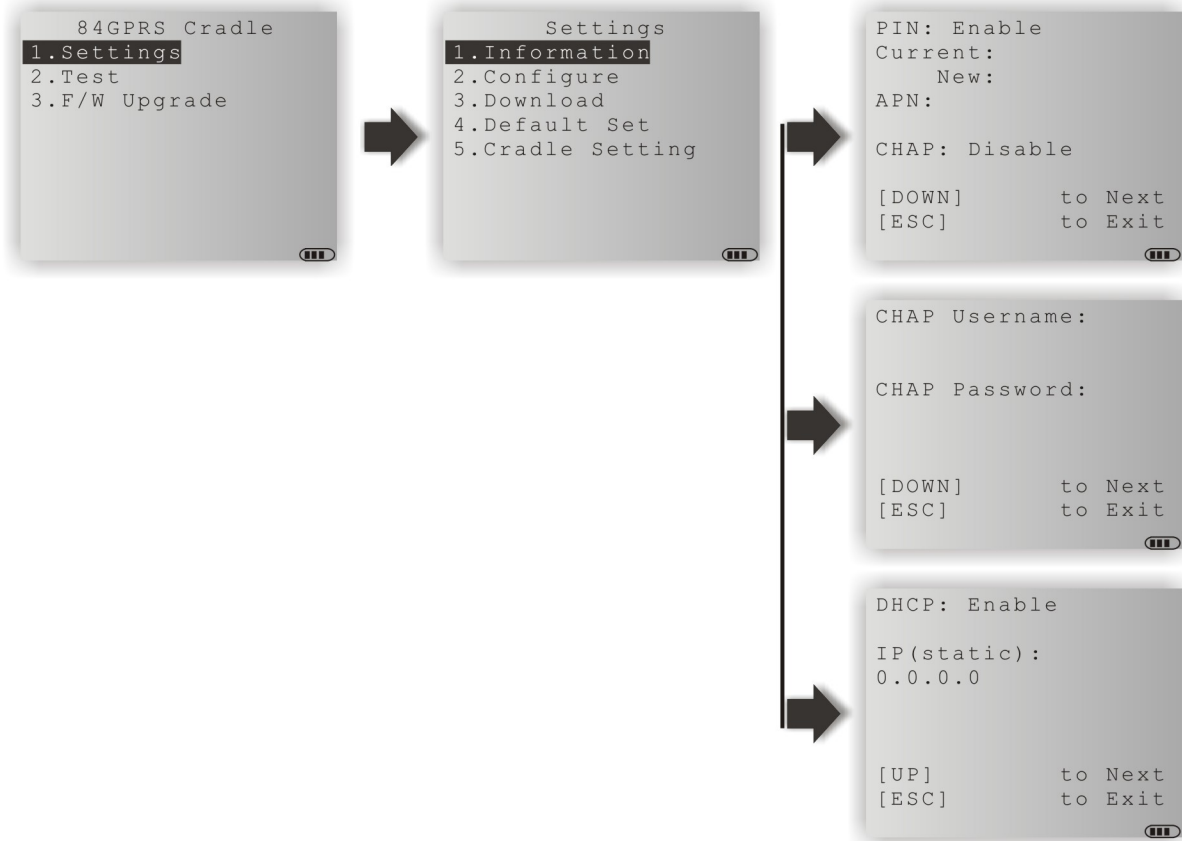 84GPRS Cradle
1.Settings
2.Test
3.F/W Upgrade
Settings
1.Information
2.Configure
3.Download
4.Default Set
5.Cradle Setting
PIN: Enable
Current:
New:
APN:
CHAP: Disable
[DOWN] to Next
[ESC] to Exit
CHAP Username:
CHAP Password:
[DOWN] to Next
[ESC] to Exit
DHCP: Enable
IP(static):
0.0.0.0
[UP] to Next
[ESC] to Exit